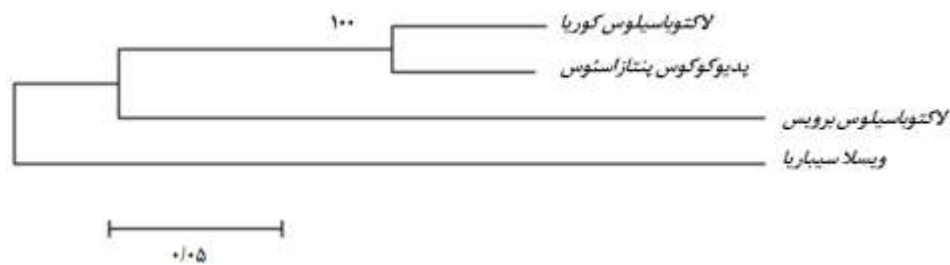 ۱۰۰
لاکتوباسیلوس کوریا
پدیوکوکوس پنتازاسئوس
لاکتوباسیلوس برویس
ویسلا سیباریا
۰/۰۵